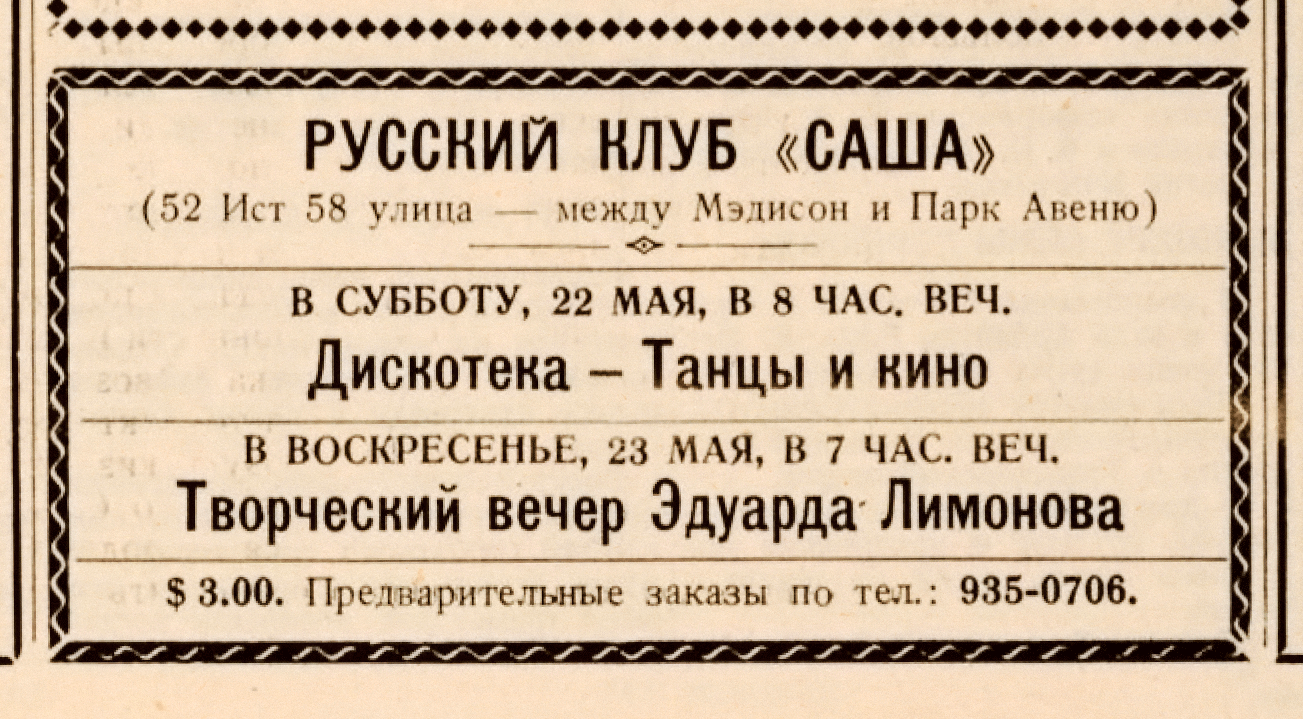 РУССКИЙ КЛУБ «САША»
(52 Ист 58 улица — между Мэдисон и Парк Авеню)
В СУББОТУ, 22 МАЯ, В 8 ЧАС. ВЕЧ.
Дискотека – Танцы и кино
В ВОСКРЕСЕНЬЕ, 23 МАЯ, В 7 ЧАС. ВЕЧ.
Творческий вечер Эдуарда Лимонова
$ 3.00. Предварительные заказы по тел.: 935-0706.